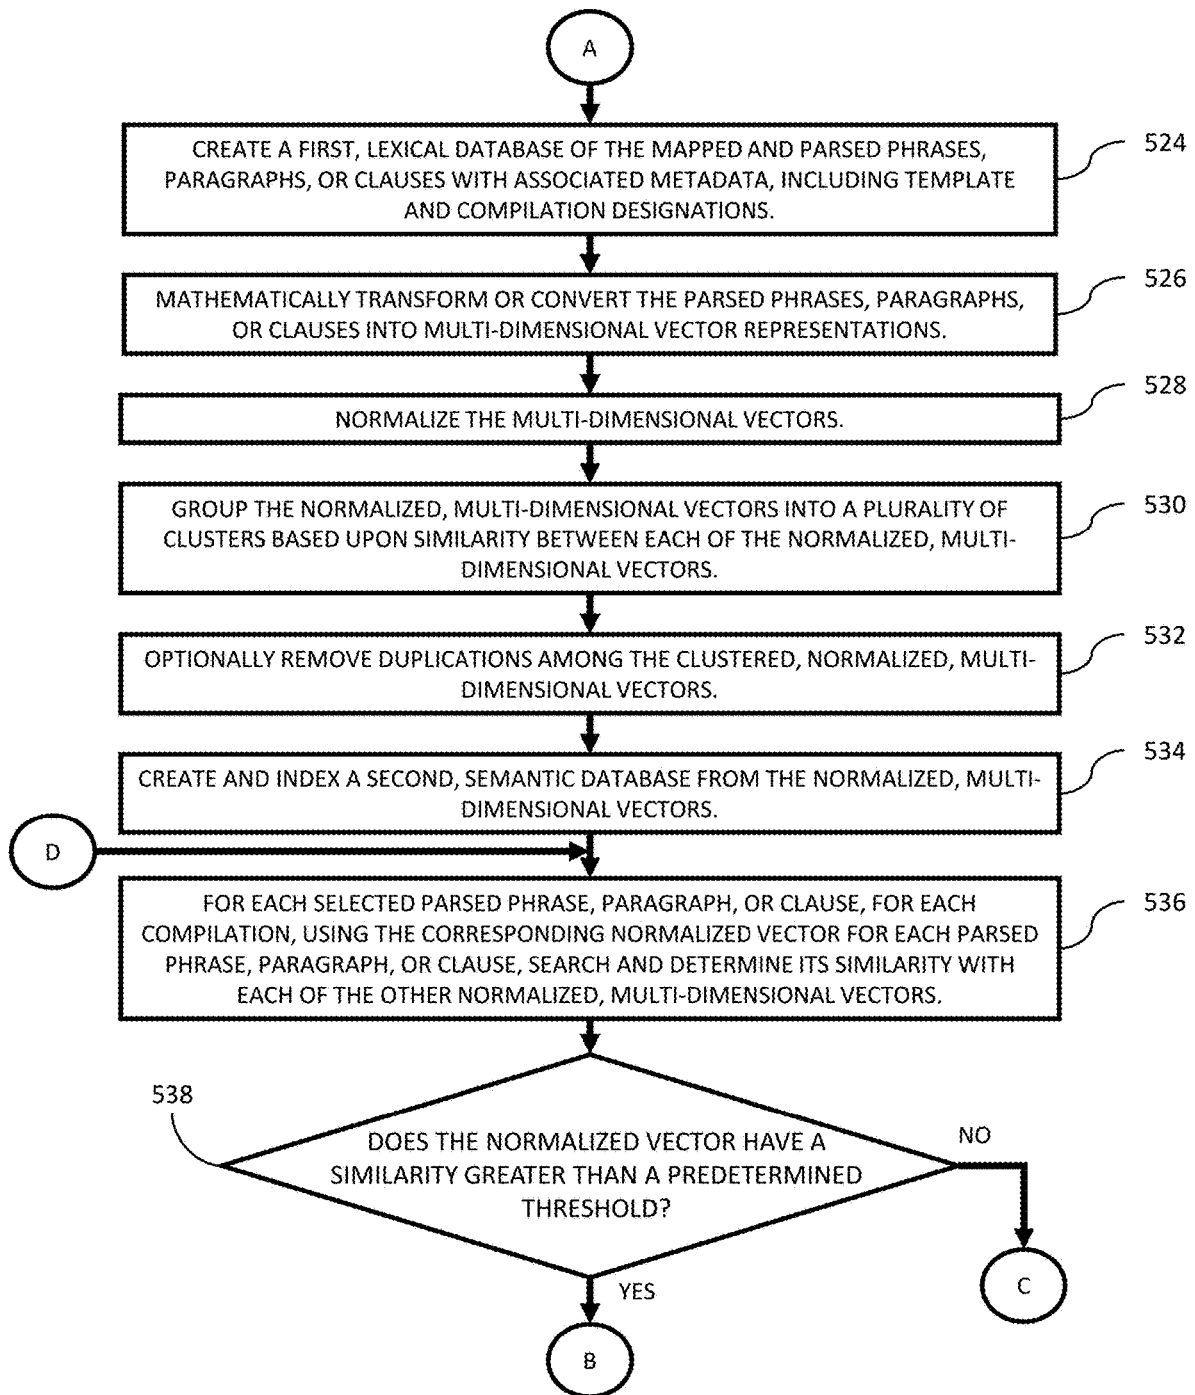 A
CREATE A FIRST, LEXICAL DATABASE OF THE MAPPED AND PARSED PHRASES,
PARAGRAPHS, OR CLAUSES WITH ASSOCIATED METADATA, INCLUDING TEMPLATE
AND COMPILATION DESIGNATIONS.
524
MATHEMATICALLY TRANSFORM OR CONVERT THE PARSED PHRASES, PARAGRAPHS,
OR CLAUSES INTO MULTI-DIMENSIONAL VECTOR REPRESENTATIONS.
526
NORMALIZE THE MULTI-DIMENSIONAL VECTORS.
528
GROUP THE NORMALIZED, MULTI-DIMENSIONAL VECTORS INTO A PLURALITY OF
CLUSTERS BASED UPON SIMILARITY BETWEEN EACH OF THE NORMALIZED, MULTI-
DIMENSIONAL VECTORS.
530
OPTIONALLY REMOVE DUPLICATIONS AMONG THE CLUSTERED, NORMALIZED, MULTI-
DIMENSIONAL VECTORS.
532
CREATE AND INDEX A SECOND, SEMANTIC DATABASE FROM THE NORMALIZED, MULTI-
DIMENSIONAL VECTORS.
534
D
FOR EACH SELECTED PARSED PHRASE, PARAGRAPH, OR CLAUSE, FOR EACH
COMPILATION, USING THE CORRESPONDING NORMALIZED VECTOR FOR EACH PARSED
PHRASE, PARAGRAPH, OR CLAUSE, SEARCH AND DETERMINE ITS SIMILARITY WITH
EACH OF THE OTHER NORMALIZED, MULTI-DIMENSIONAL VECTORS.
536
538
DOES THE NORMALIZED VECTOR HAVE A
SIMILARITY GREATER THAN A PREDETERMINED
THRESHOLD?
NO
C
YES
B